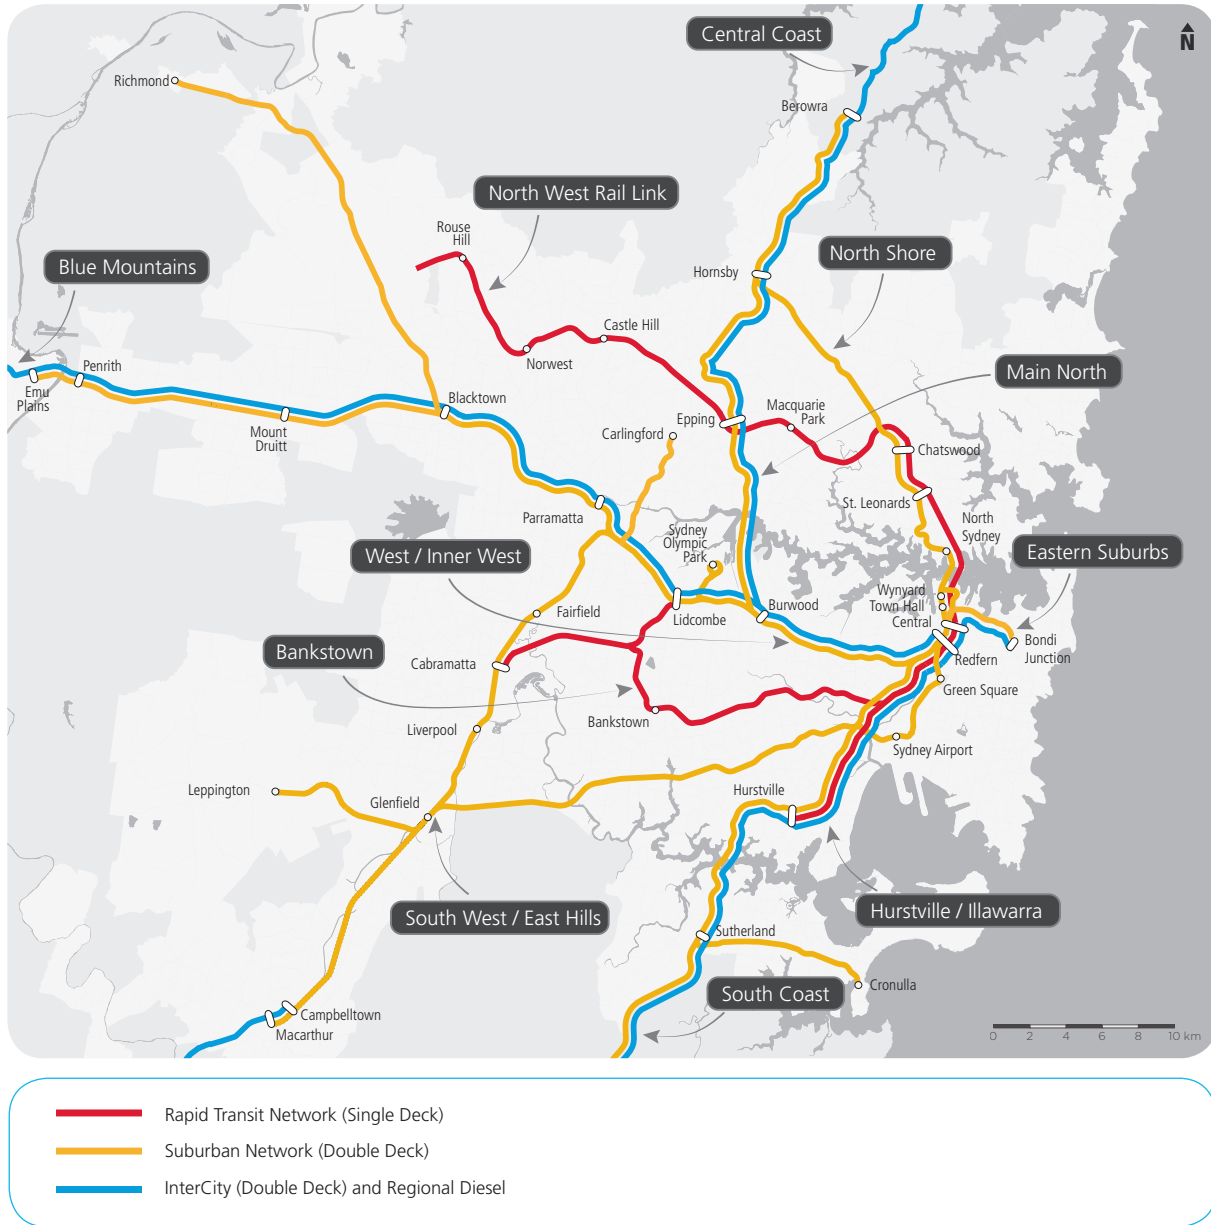 Central Coast
N
Richmond
Berowra
North West Rail Link
Rouse
Hill
North Shore
Blue Mountains
Hornsby
Castle Hill
Norwest
Penrith
Emu
Plains
Main North
Blacktown
Mount
Druitt
Macquarie
Park
Epping
Carlingford
Chatswood
St. Leonards
Parramatta
North
Sydney
Sydney
Olympic
Park
West / Inner West
Eastern Suburbs
Wynyard
Town Hall
Central
Burwood
Lidcombe
Fairfield
Bondi
Junction
Bankstown
Cabramatta
Redfern
Green Square
Bankstown
Liverpool
Sydney Airport
Leppington
Glenfield
Hurstville
South West / East Hills
Hurstville / Illawarra
Sutherland
Cronulla
South Coast
Campbelltown
Macarthur
0 2 4 6 8 10 km
Rapid Transit Network (Single Deck)
Suburban Network (Double Deck)
InterCity (Double Deck) and Regional Diesel